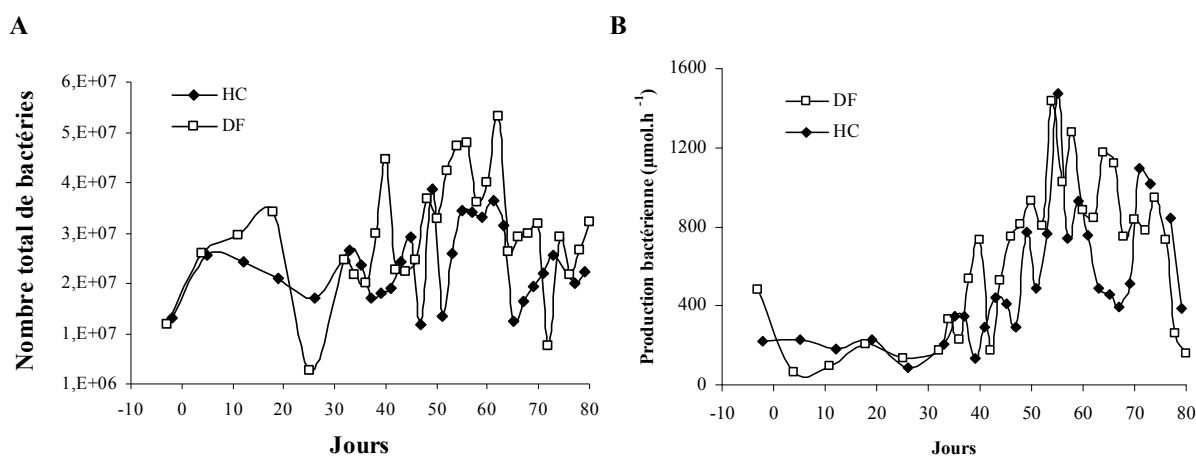 A
Nombre total de bactéries
6,E+07
5,E+07
4,E+07
3,E+07
2,E+07
1,E+07
1,E+06
HC
DF
-10 0 10 20 30 40 50 60 70 80
Jours
B
Production bactérienne (µmol.h -1)
1600
1200
800
400
0
DF
HC
-10 0 10 20 30 40 50 60 70 80
Jours